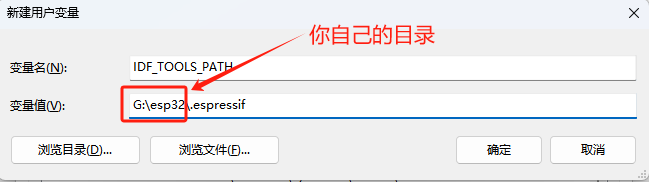 新建用户变量
你自己的目录
变量名(N):
IDF_TOOLS_PATH
变量值(V):
G:\esp32\.espressif
浏览目录(D)...
浏览文件(F)...
确定
取消